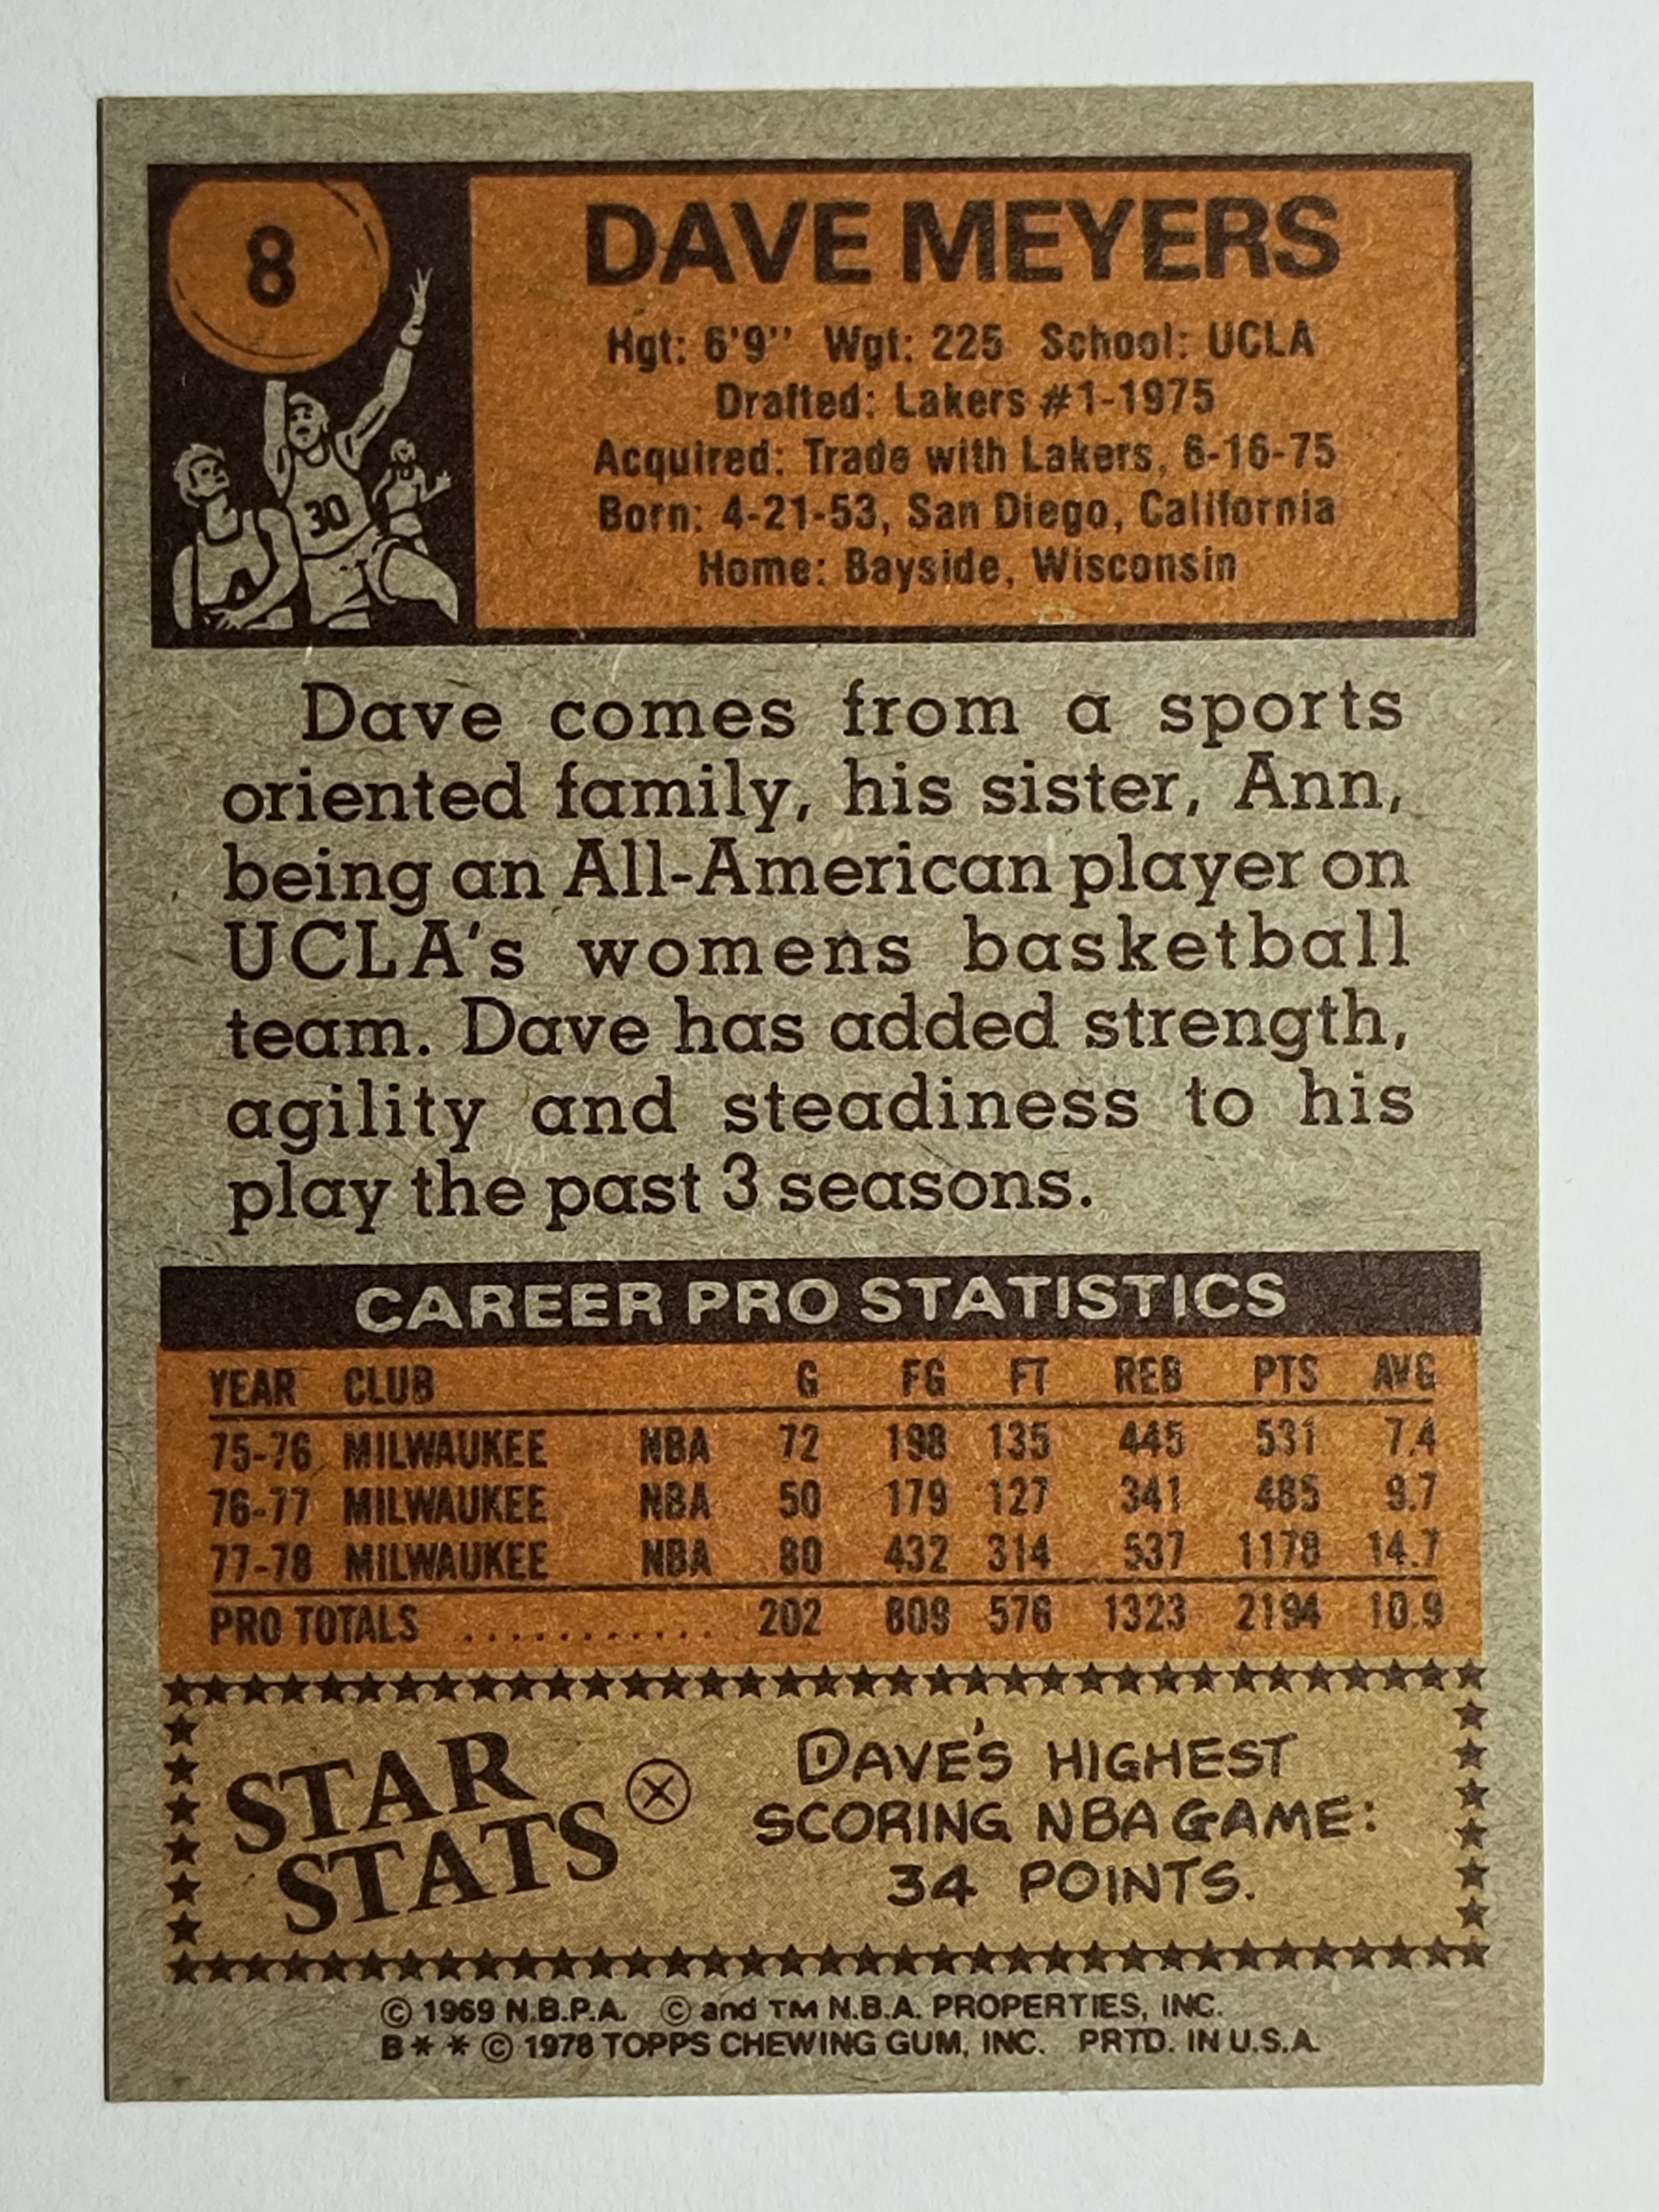 8
DAVE MEYERS
Hgt: 6'9" Wgt: 225 School: UCLA
Drafted: Lakers #1-1975
Acquired: Trade with Lakers, 6-16-75
Born: 4-21-53, San Diego, California
Home: Bayside, Wisconsin
30
Dave comes from a sports
oriented family, his sister, Ann,
being an All-American player on
UCLA's womens basketball
team. Dave has added strength,
agility and steadiness to his
play the past 3 seasons.
CAREER PRO STATISTICS
YEAR CLUB G FG FT REB PTS AVG
75-76 MILWAUKEE NBA 72 198 135 445 531 7.4
76-77 MILWAUKEE NBA 50 179 127 341 485 9.7
77-78 MILWAUKEE NBA 80 432 314 537 1178 14.7
PRO TOTALS ............ 202 809 576 1323 2194 10.9
STAR
STATS
DAVE'S HIGHEST
SCORING NBA GAME:
34 POINTS.
© 1969 N.B.P.A. © and TM N.B.A. PROPERTIES, INC.
B * * © 1978 TOPPS CHEWING GUM, INC. PRTD. IN U.S.A.